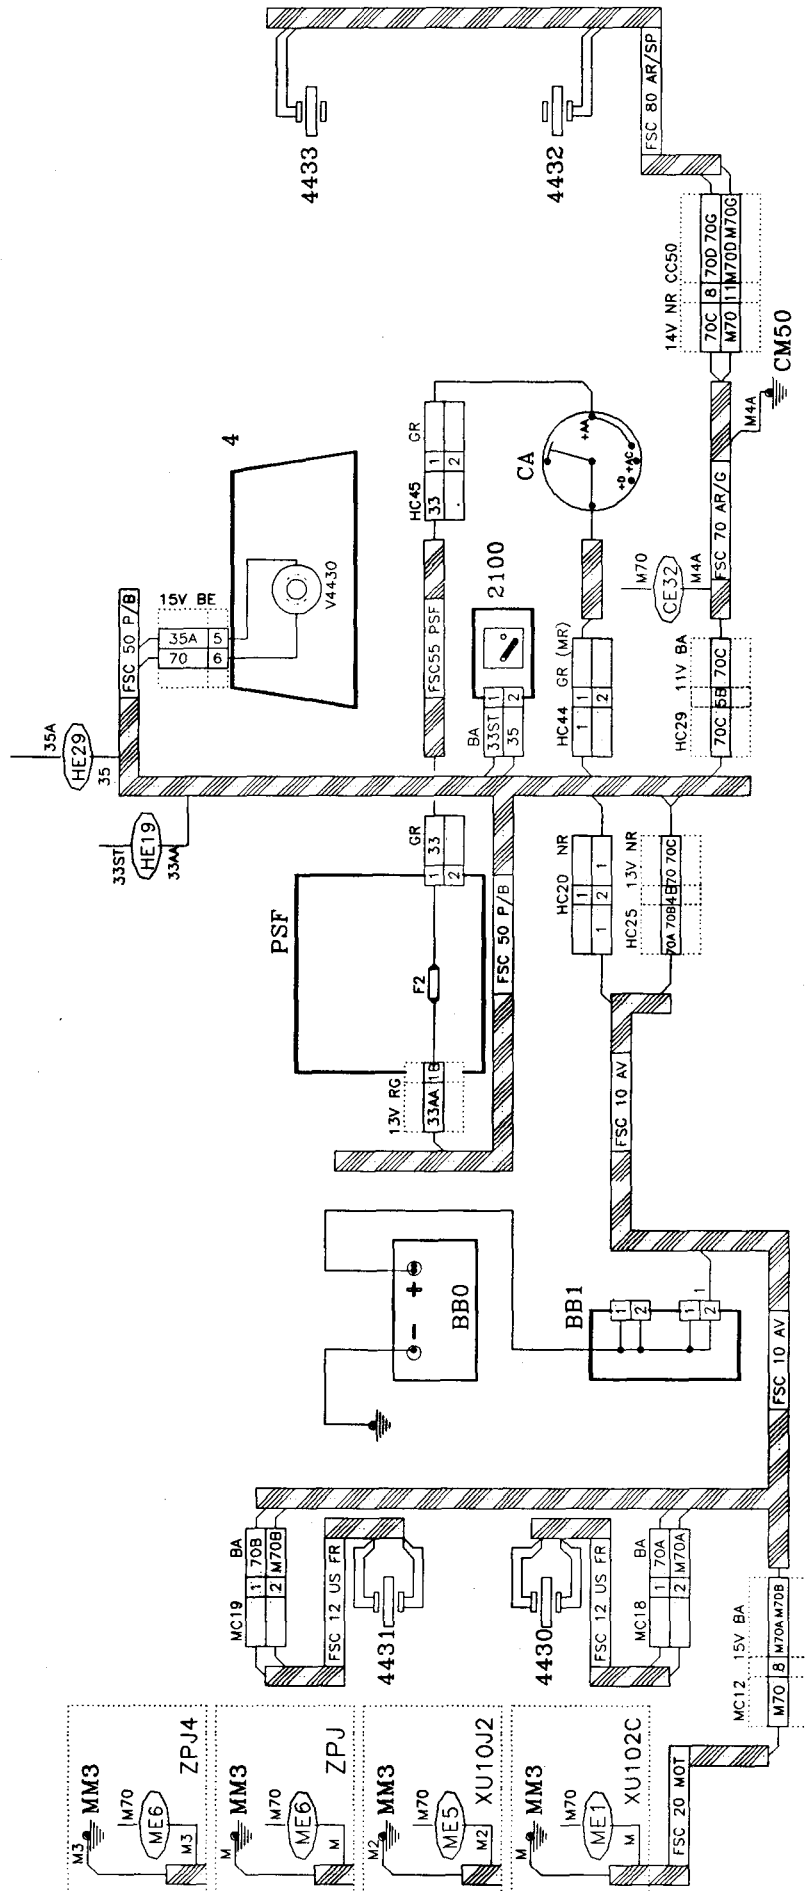 4433
4432
FSC 80 AR/SP
14V NR CC50
70C 8 70D 70G
M70 11 M70D M70G
CM50
M4A
4
V4430
15V BE
35A 5
70 6
FSC 50 P/B
35A
HE29
35
33ST
HE19
33AA
HC45 GR
33 1
2
FSC55 PSF
CA
+AA
+AC
+D
2100
BA
33ST 1
35 2
HC44 GR (MR)
1 1
2
M70
CE32
M4A
FSC 70 AR/G
HC29 11V BA
70C 5B 70C
GR
1 33
2
PSF
F2
13V RG
33AA 1B
FSC 50 P/B
HC20 NR
1
1 2 1
HC25 13V NR
70A 70B 4B 70 70C
FSC 10 AV
BB0
- +
BB1
1
2
1
2
1
FSC 10 AV
MC19 BA
1 70B
2 M70B
FSC 12 US FR
4431
4430
FSC 12 US FR
MC18 BA
1 70A
2 M70A
MC12 15V BA
M70 8 M70A M70B
MM3
M3
M70
ME6
M3
ZPJ4
MM3
M
M70
ME6
M
ZPJ
MM3
M2
M70
ME5
M2
XU10J2
MM3
M
M70
ME1
M
XU102C
FSC 20 MOT